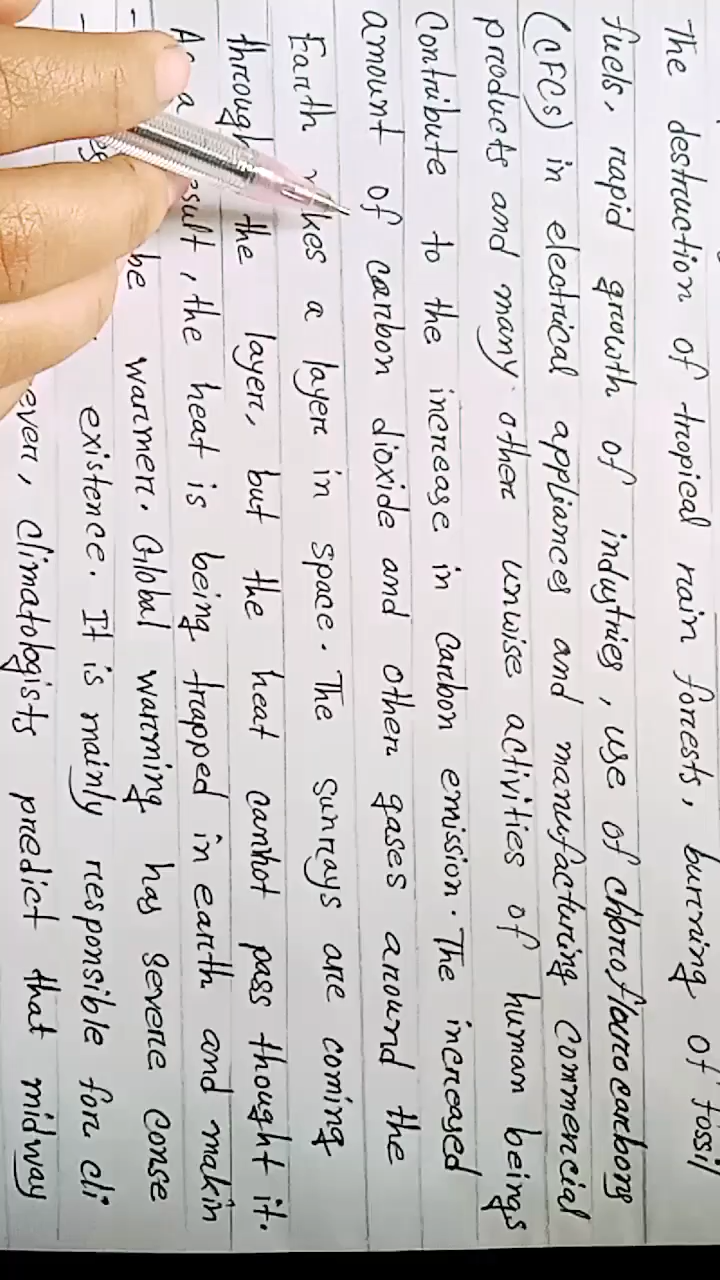 The destruction of tropical rain forests, burning of fossil
fuels, rapid growth of industries, use of chloroflourocarbons
(CFCs) in electrical appliances and manufacturing commercial
products and many other unwise activities of human beings
contribute to the increase in carbon emission. The increased
amount of carbon dioxide and other gases around the
Earth makes a layer in space. The sunrays are coming
through the layer, but the heat cannot pass thought it.
As a result, the heat is being trapped in earth and makin
be warmer. Global warming has severe conse
existence. It is mainly responsible for cli
climatologists predict that midway